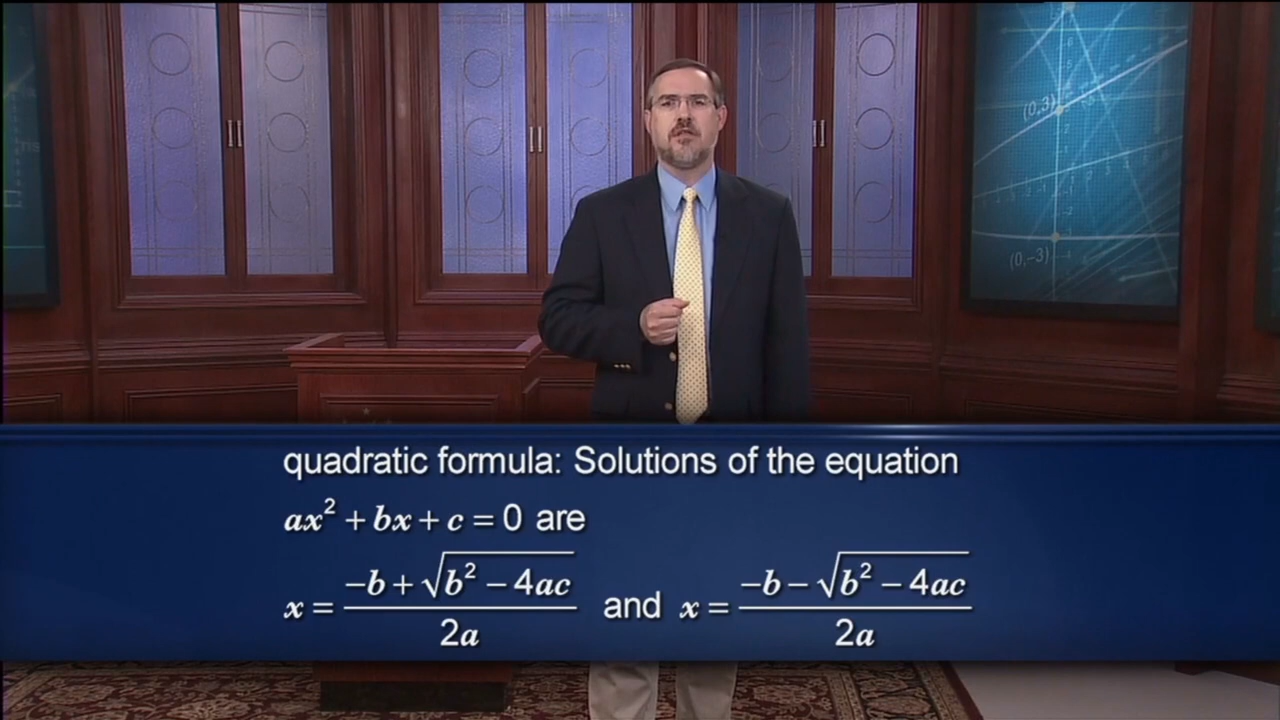 (0,3)
(0,-3)
quadratic formula: Solutions of the equation
ax² + bx + c = 0 are
x = (-b + √(b² - 4ac))/(2a) and x = (-b - √(b² - 4ac))/(2a)